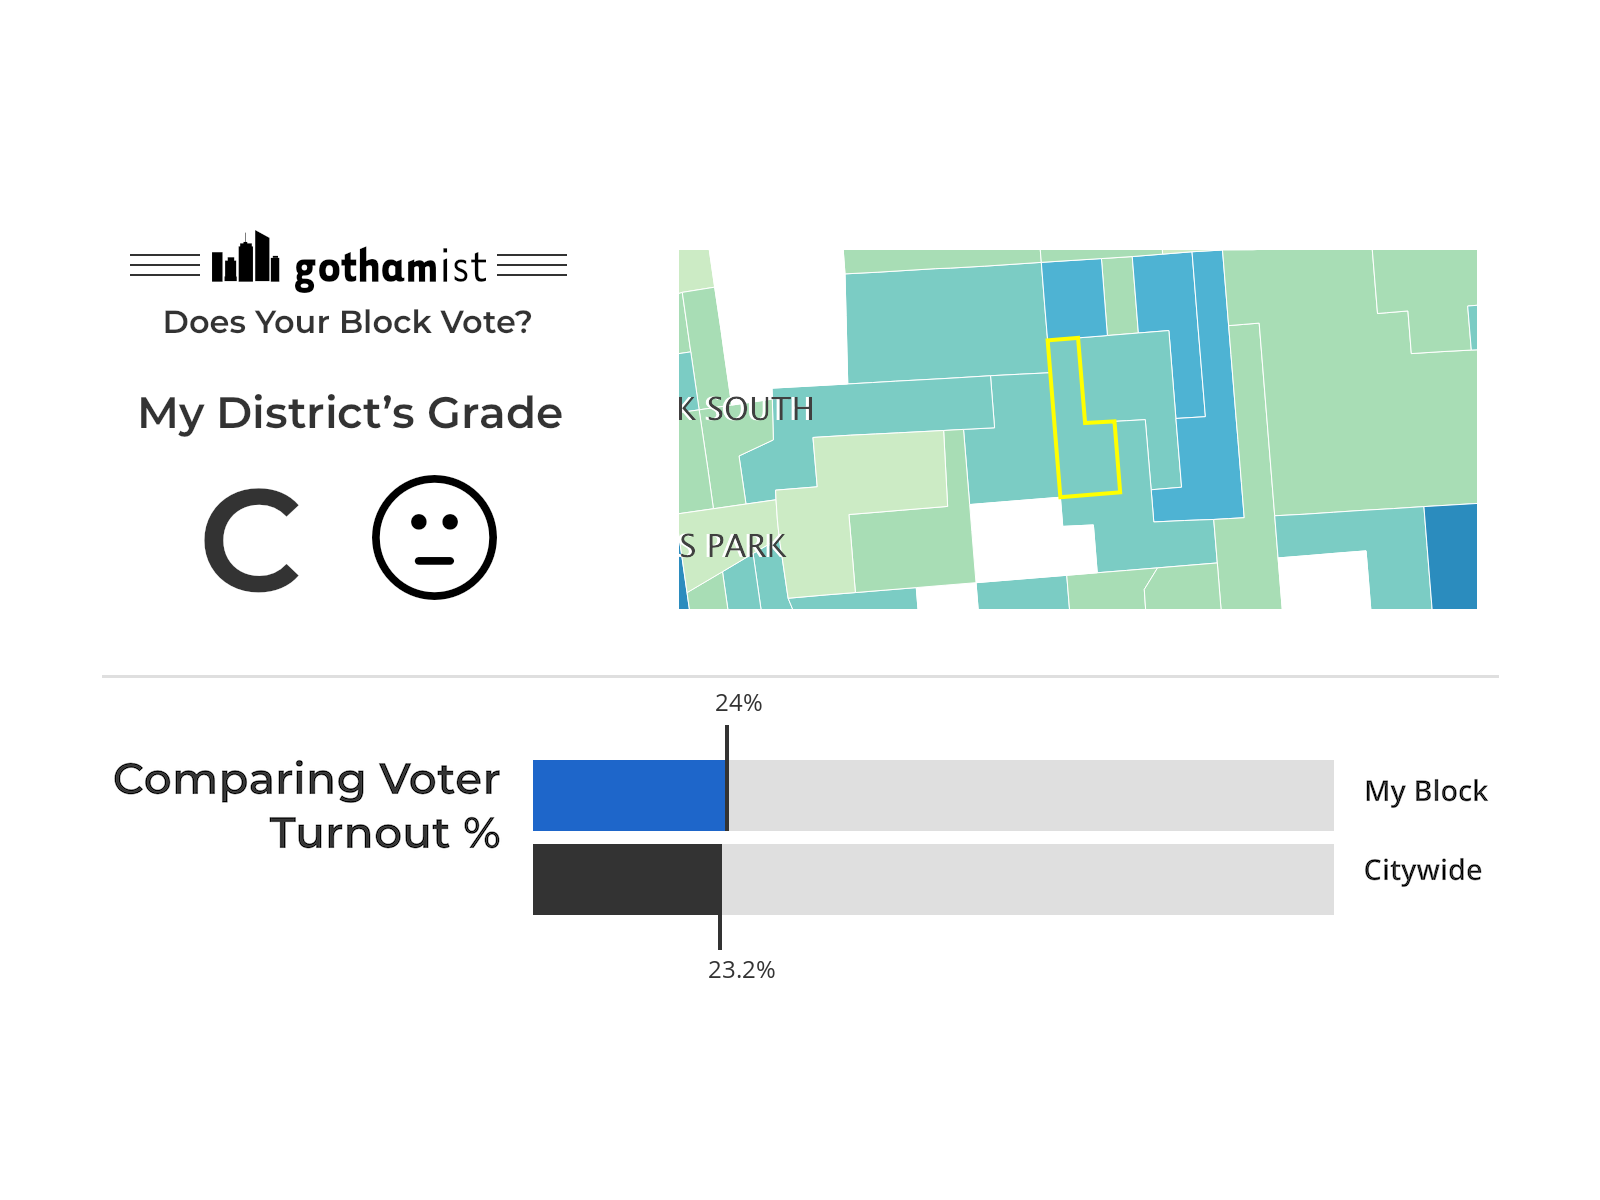 gothamist
Does Your Block Vote?
My District’s Grade
C
K SOUTH
S PARK
24%
Comparing Voter
Turnout %
My Block
Citywide
23.2%